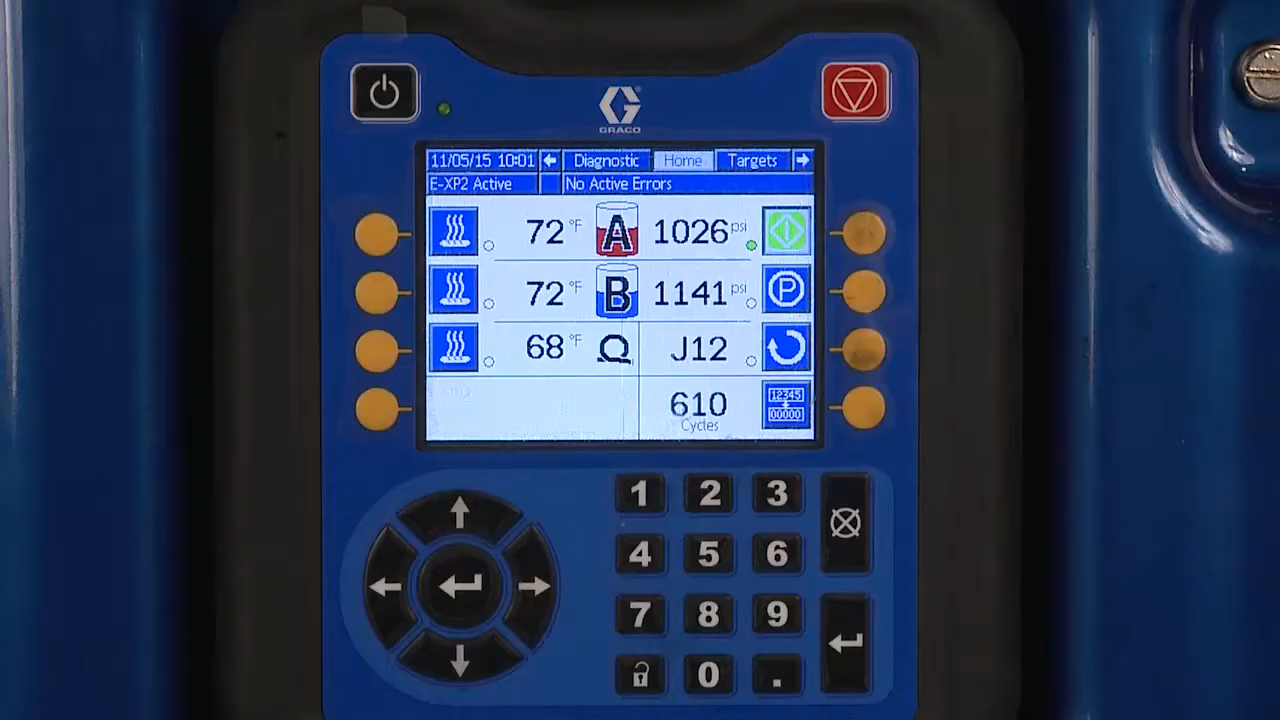 GRACO
11/05/15 10:01 Diagnostic Home Targets
E-XP2 Active No Active Errors
72 °F A 1026 psi
72 °F B 1141 psi
P
68 °F J12
610
Cycles
12345
00000
1 2 3
4 5 6
7 8 9
0 .